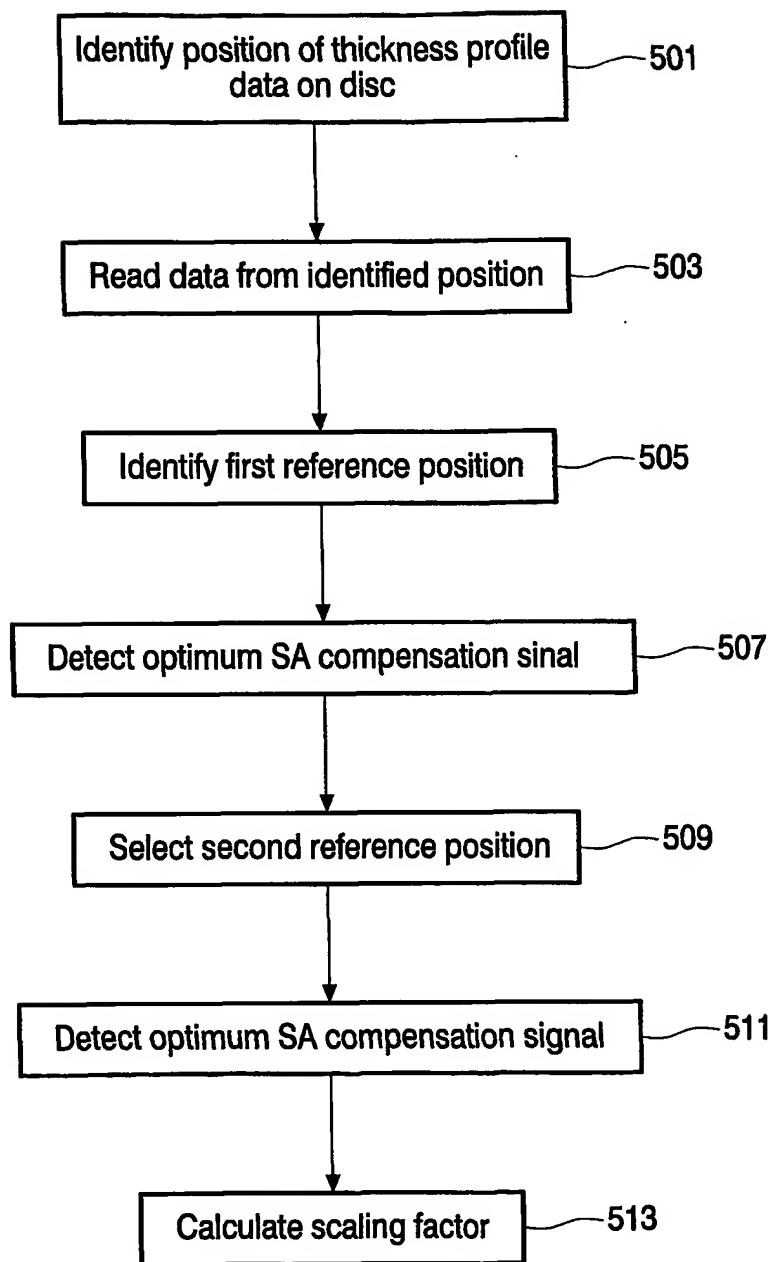 Identify position of thickness profile
data on disc
501
Read data from identified position
503
Identify first reference position
505
Detect optimum SA compensation sinal
507
Select second reference position
509
Detect optimum SA compensation signal
511
Calculate scaling factor
513